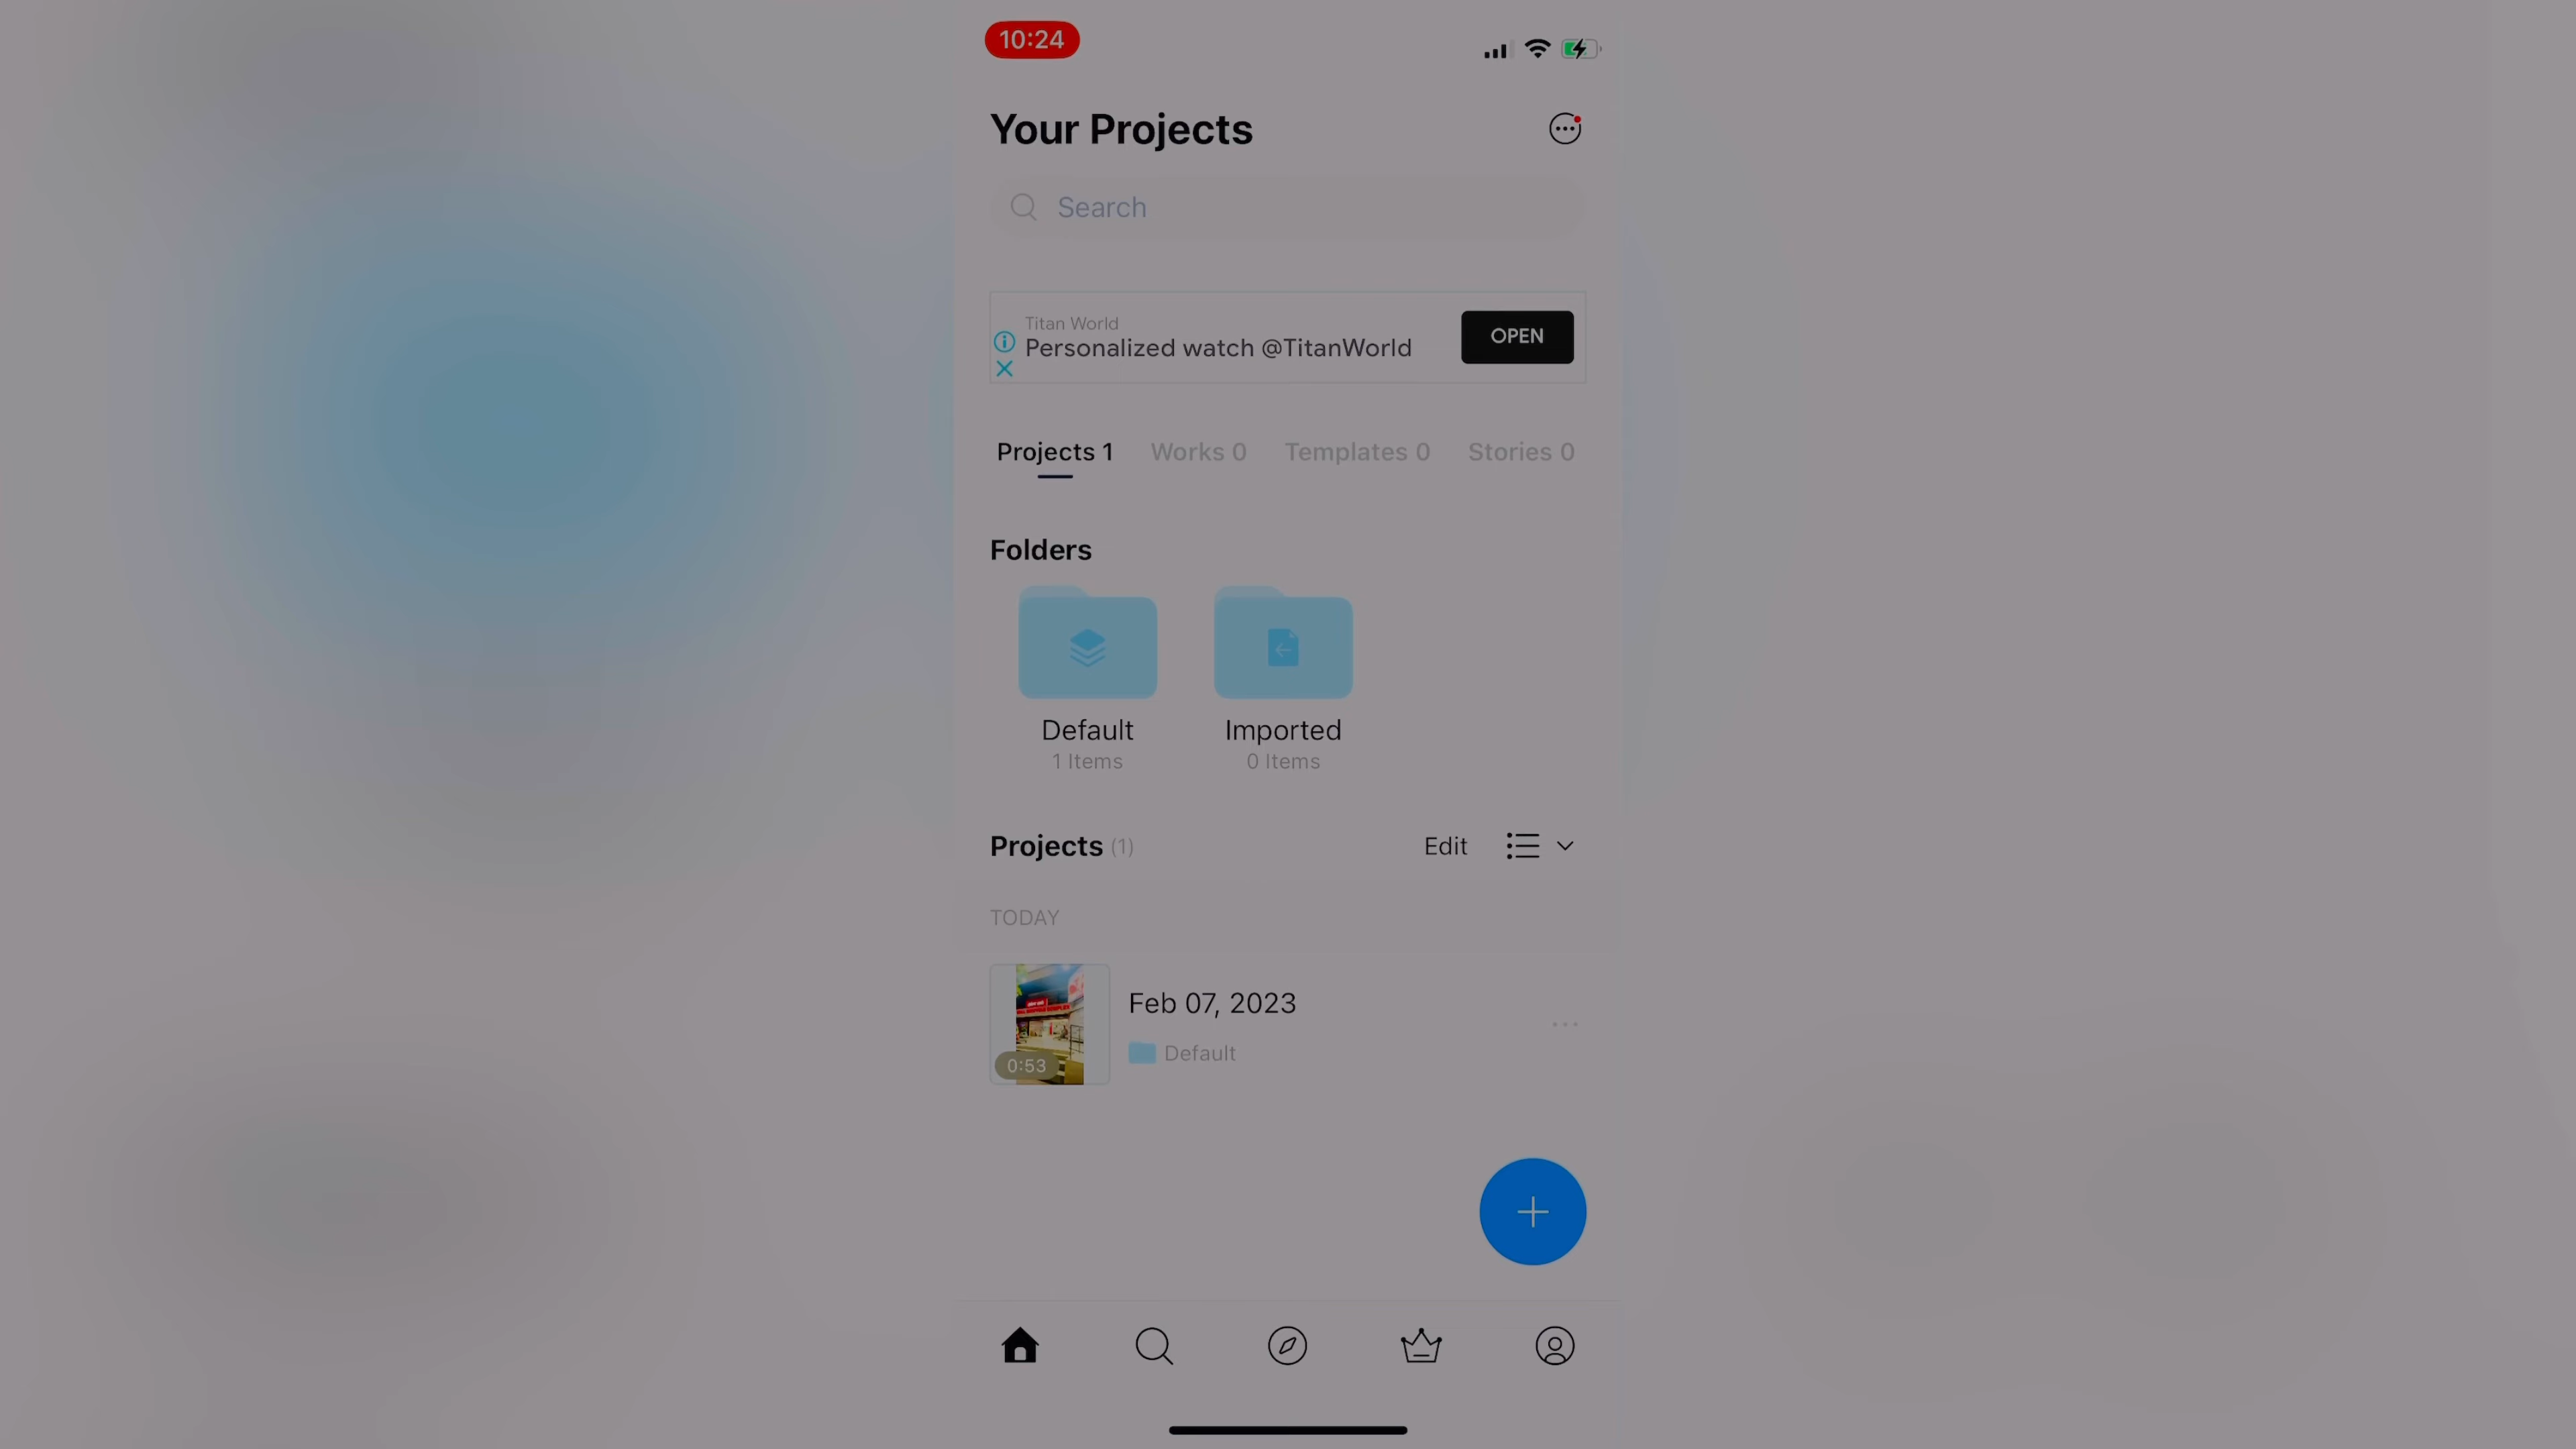 10:24
Your Projects
Search
Titan World
Personalized watch @TitanWorld
OPEN
Projects 1
Works 0
Templates 0
Stories 0
Folders
Default
1 Items
Imported
0 Items
Projects (1)
Edit
TODAY
Feb 07, 2023
0:53
Default